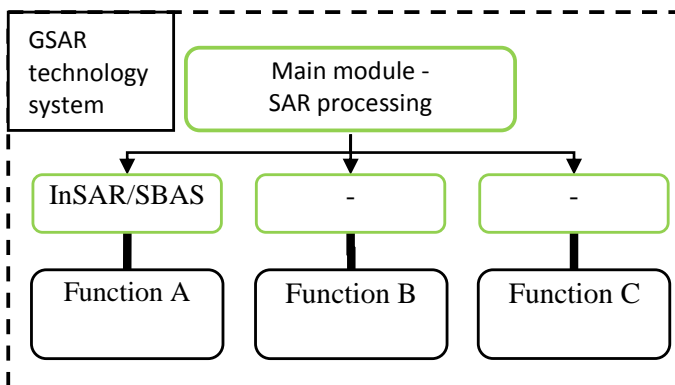 GSAR
technology
system
Main module -
SAR processing
InSAR/SBAS
-
-
Function A
Function B
Function C